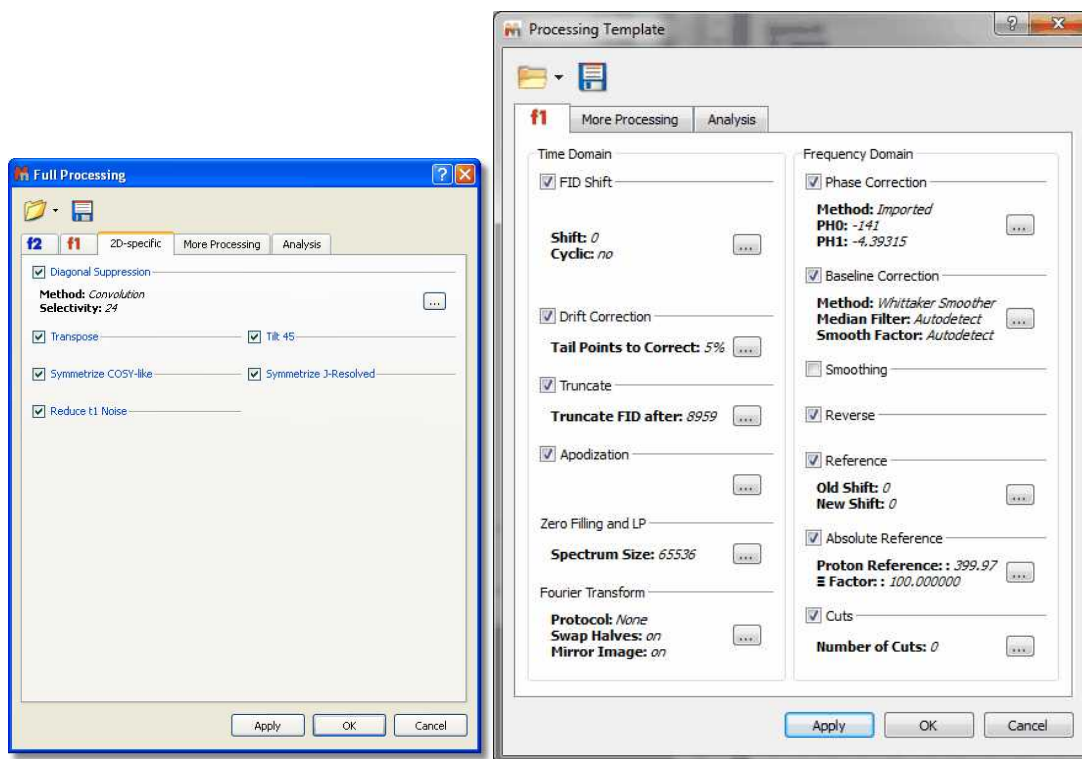 Full Processing
f2 f1 2D-specific More Processing Analysis
Diagonal Suppression
Method: Convolution
Selectivity: 24
...
Transpose Tilt 45
Symmetrize COSY-like Symmetrize J-Resolved
Reduce t1 Noise
Apply OK Cancel
Processing Template
f1 More Processing Analysis
Time Domain
FID Shift
Shift: 0
Cyclic: no
...
Drift Correction
Tail Points to Correct: 5% ...
Truncate
Truncate FID after: 8959 ...
Apodization
...
Zero Filling and LP
Spectrum Size: 65536 ...
Fourier Transform
Protocol: None
Swap Halves: on
Mirror Image: on
...
Frequency Domain
Phase Correction
Method: Imported
PH0: -141
PH1: -4.39315
...
Baseline Correction
Method: Whittaker Smoother
Median Filter: Autodetect
Smooth Factor: Autodetect
...
Smoothing
Reverse
Reference
Old Shift: 0
New Shift: 0
...
Absolute Reference
Proton Reference: : 399.97
Ξ Factor: : 100.000000
...
Cuts
Number of Cuts: 0 ...
Apply OK Cancel